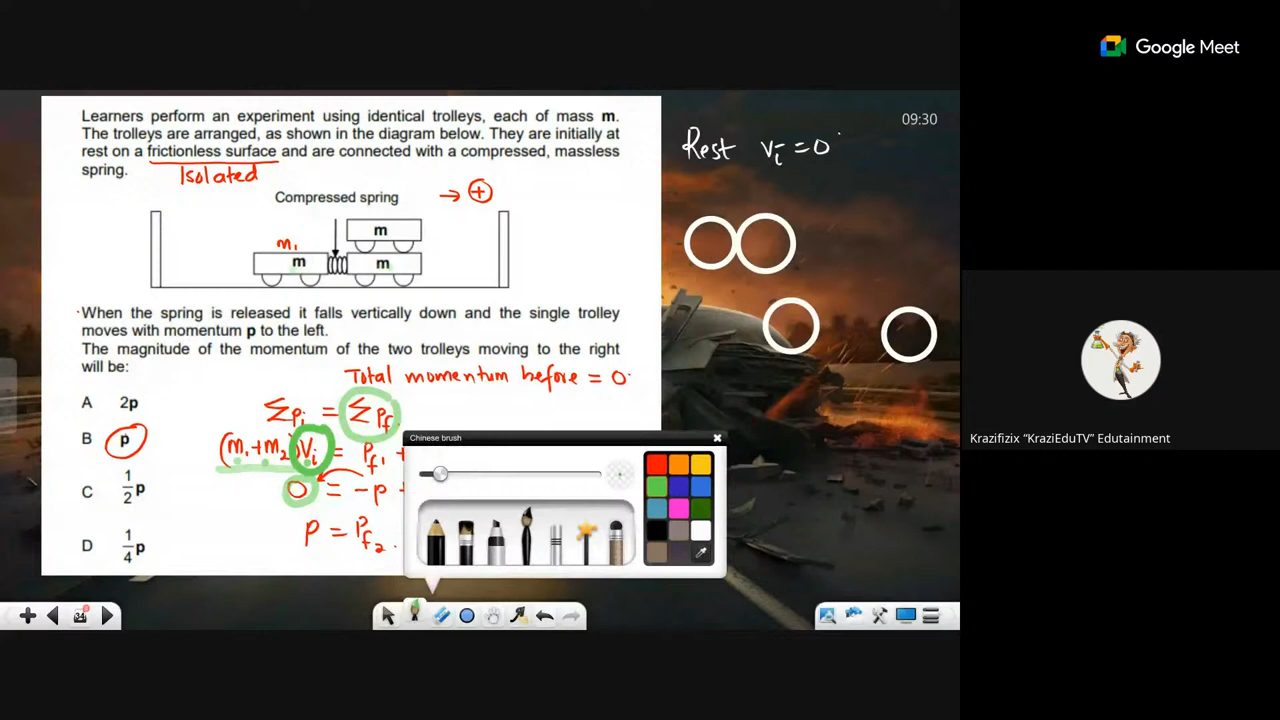 Google Meet
09:30
Learners perform an experiment using identical trolleys, each of mass m.
The trolleys are arranged, as shown in the diagram below. They are initially at
rest on a frictionless surface and are connected with a compressed, massless
spring.
Isolated
Rest vi = 0
Compressed spring
→ +
m
m1
m
m
When the spring is released it falls vertically down and the single trolley
moves with momentum p to the left.
The magnitude of the momentum of the two trolleys moving to the right
will be:
Total momentum before = 0.
A 2p
Σpi = Σpf
B p
(m1+m2)Vi = Pf1 +
C 1/2 p
0 = -p +
P = Pf2.
D 1/4 p
Chinese brush
Krazifizix “KraziEduTV” Edutainment
34